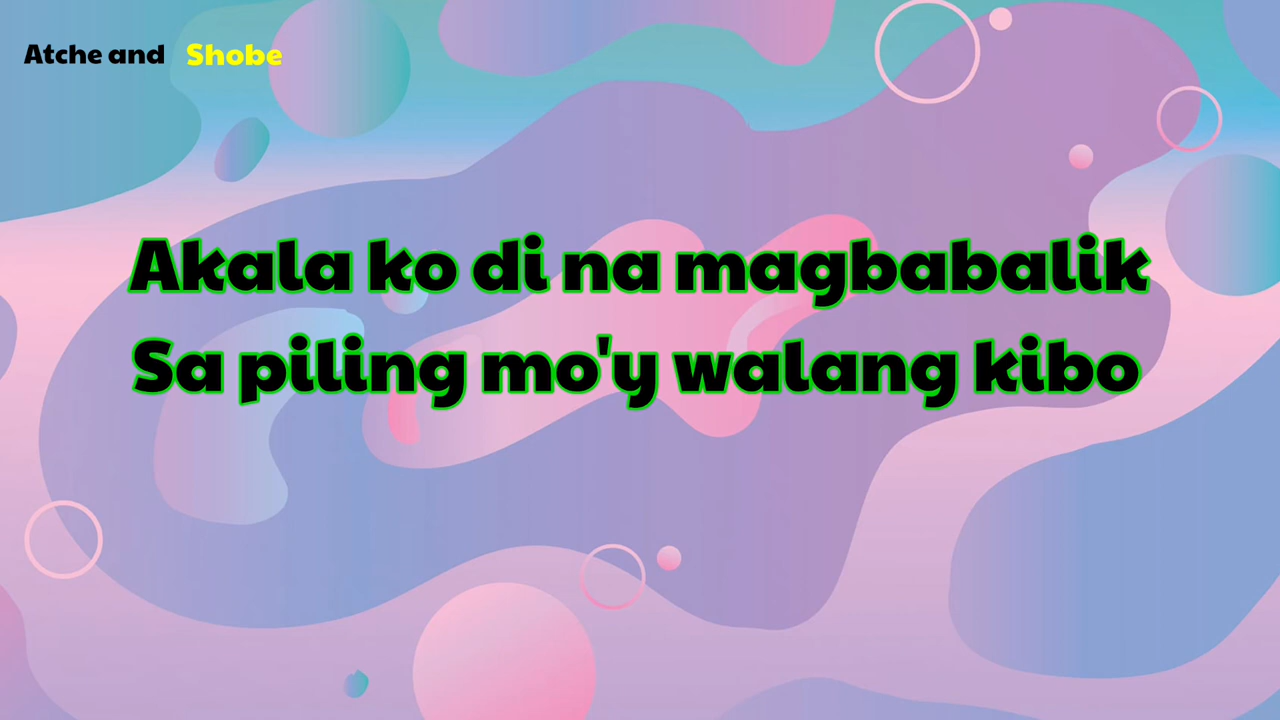 Atche and Shobe
Akala ko di na magbabalik
Sa piling mo'y walang kibo